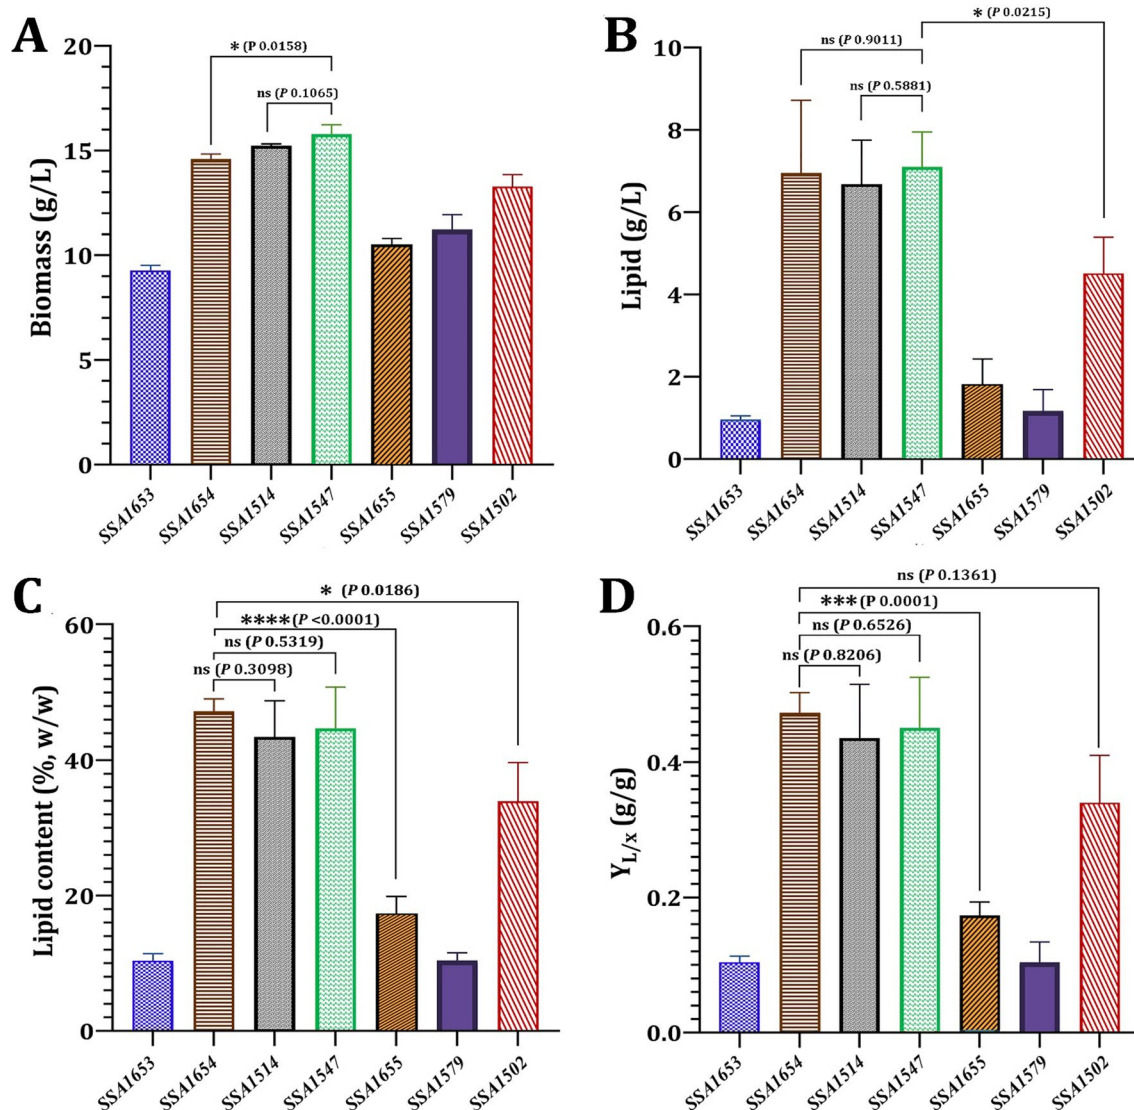 A
Biomass (g/L)
20
15
10
5
0
* (P 0.0158)
ns (P 0.1065)
SSA1653
SSA1654
SSA1514
SSA1547
SSA1655
SSA1579
SSA1502
B
Lipid (g/L)
10
8
6
4
2
0
* (P 0.0215)
ns (P 0.9011)
ns (P 0.5881)
SSA1653
SSA1654
SSA1514
SSA1547
SSA1655
SSA1579
SSA1502
C
Lipid content (%, w/w)
60
40
20
0
* (P 0.0186)
****(P <0.0001)
ns (P 0.5319)
ns (P 0.3098)
SSA1653
SSA1654
SSA1514
SSA1547
SSA1655
SSA1579
SSA1502
D
YL/x (g/g)
0.6
0.4
0.2
0.0
ns (P 0.1361)
***(P 0.0001)
ns (P 0.6526)
ns (P 0.8206)
SSA1653
SSA1654
SSA1514
SSA1547
SSA1655
SSA1579
SSA1502